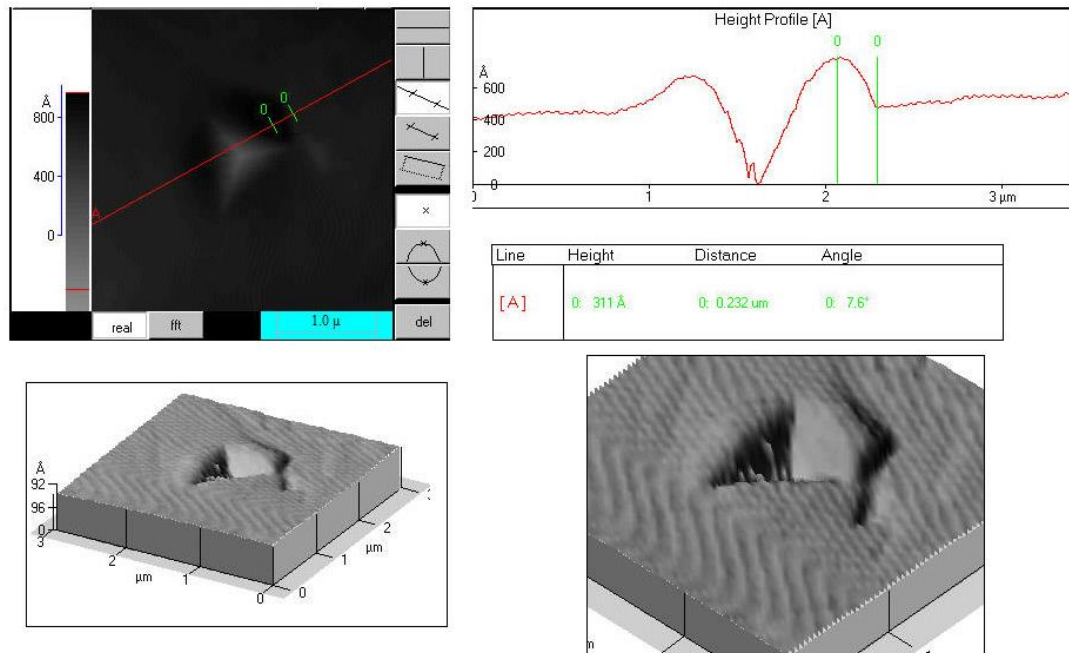 Å
800
400
0
0 0
A
real fft
1.0 μ
del
Height Profile [A]
0 0
Å
600
400
200
0
0 1 2 3 μm
Line Height Distance Angle
[A] 0: 311 Å 0: 0.232 um 0: 7.6°
Å
92
96
0
3 2 1 0
μm
0 1 2
μm